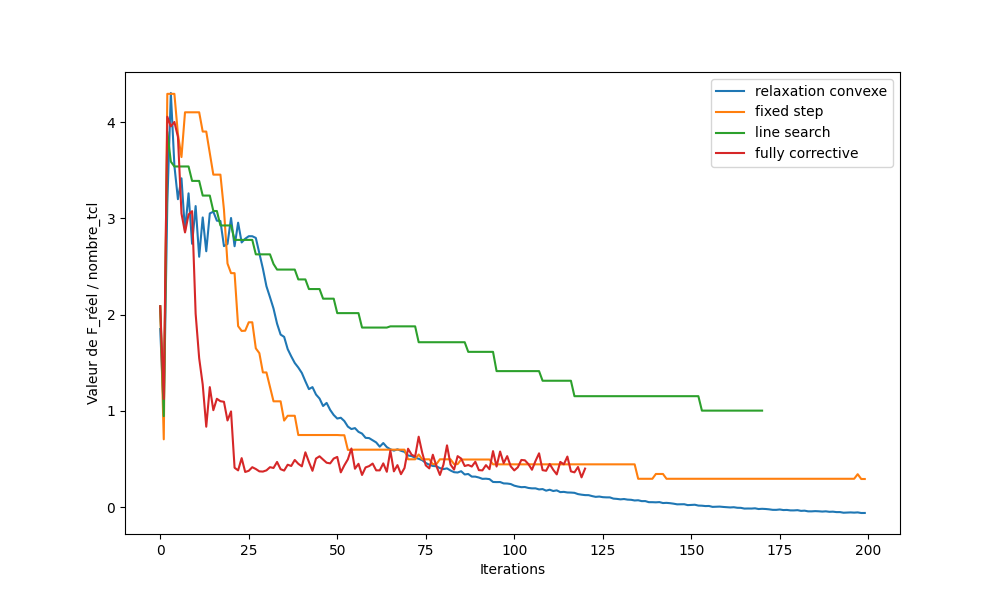 relaxation convexe
fixed step
line search
fully corrective
Valeur de F_réel / nombre_tcl
4
3
2
1
0
0 25 50 75 100 125 150 175 200
Iterations